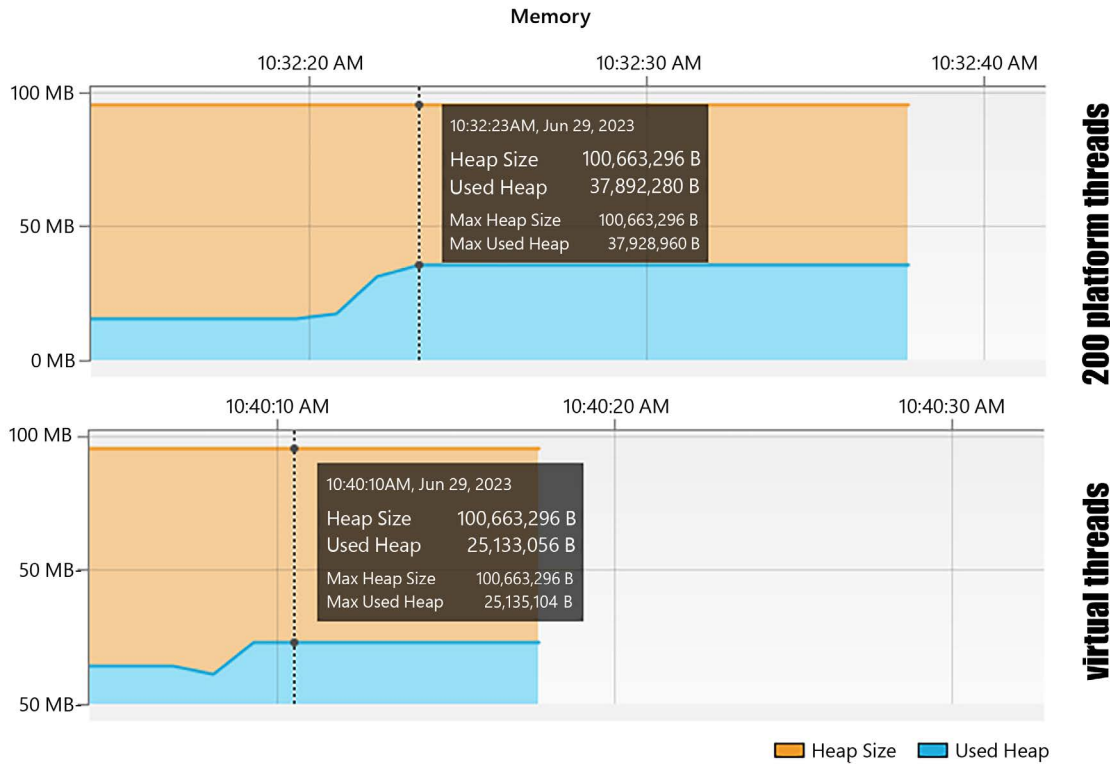 Memory
10:32:20 AM 10:32:30 AM 10:32:40 AM
100 MB
10:32:23AM, Jun 29, 2023
Heap Size 100,663,296 B
Used Heap 37,892,280 B
Max Heap Size 100,663,296 B
Max Used Heap 37,928,960 B
50 MB
0 MB
200 platform threads
10:40:10 AM 10:40:20 AM 10:40:30 AM
100 MB
10:40:10AM, Jun 29, 2023
Heap Size 100,663,296 B
Used Heap 25,133,056 B
Max Heap Size 100,663,296 B
Max Used Heap 25,135,104 B
50 MB
50 MB
virtual threads
Heap Size Used Heap